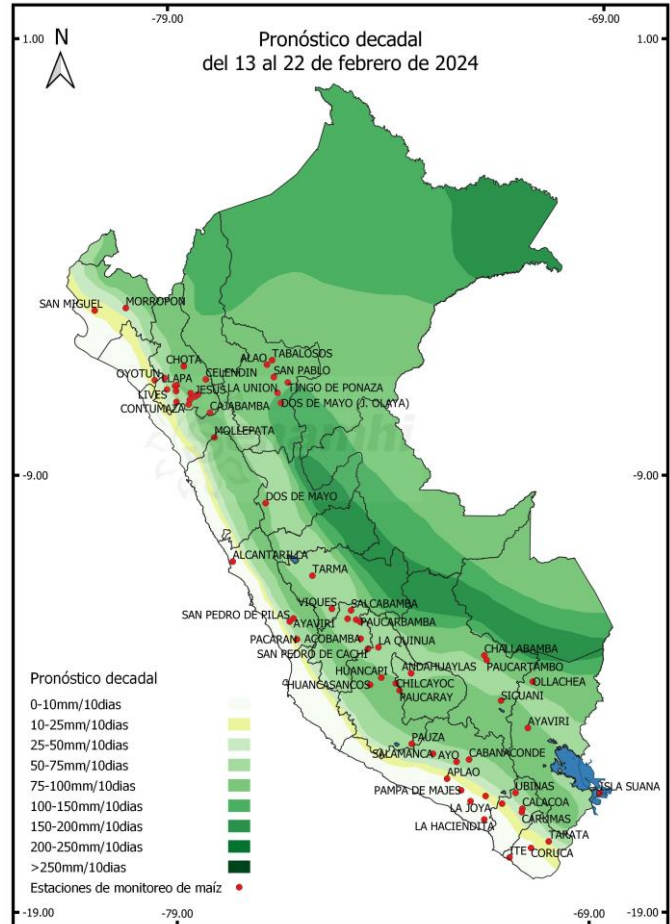 -79.00
-69.00
1.00
1.00
N
Pronóstico decadal
del 13 al 22 de febrero de 2024
SAN MIGUEL
MORROPON
CHOTA
ALAO
TABALOSOS
OYOTUN
LLAPA
CELENDIN
SAN PABLO
LIVES
JESUS
LA UNION
TINGO DE PONAZA
CONTUMAZA
CAJABAMBA
DOS DE MAYO (J. OLAYA)
MOLLEPATA
senamhi
-9.00
-9.00
DOS DE MAYO
ALCANTARILLA
TARMA
VIQUES
SALCABAMBA
SAN PEDRO DE PILAS
AYAVIRI
PAUCARBAMBA
PACARAN
ACOBAMBA
LA QUINUA
SAN PEDRO DE CACHI
CHALLABAMBA
HUANCAPI
ANDAHUAYLAS
PAUCARTAMBO
HUANCASANCOS
CHILCAYOC
OLLACHEA
PAUCARAY
SICUANI
AYAVIRI
PAUZA
SALAMANCA
AYO
CABANACONDE
APLAO
PAMPA DE MAJES
UBINAS
ISLA SUANA
LA JOYA
CALACOA
LA HACIENDITA
CARUMAS
TARATA
ITE
CORUCA
Pronóstico decadal
0-10mm/10dias
10-25mm/10dias
25-50mm/10dias
50-75mm/10dias
75-100mm/10dias
100-150mm/10dias
150-200mm/10dias
200-250mm/10dias
>250mm/10dias
Estaciones de monitoreo de maíz
-19.00
-19.00
-79.00
-69.00